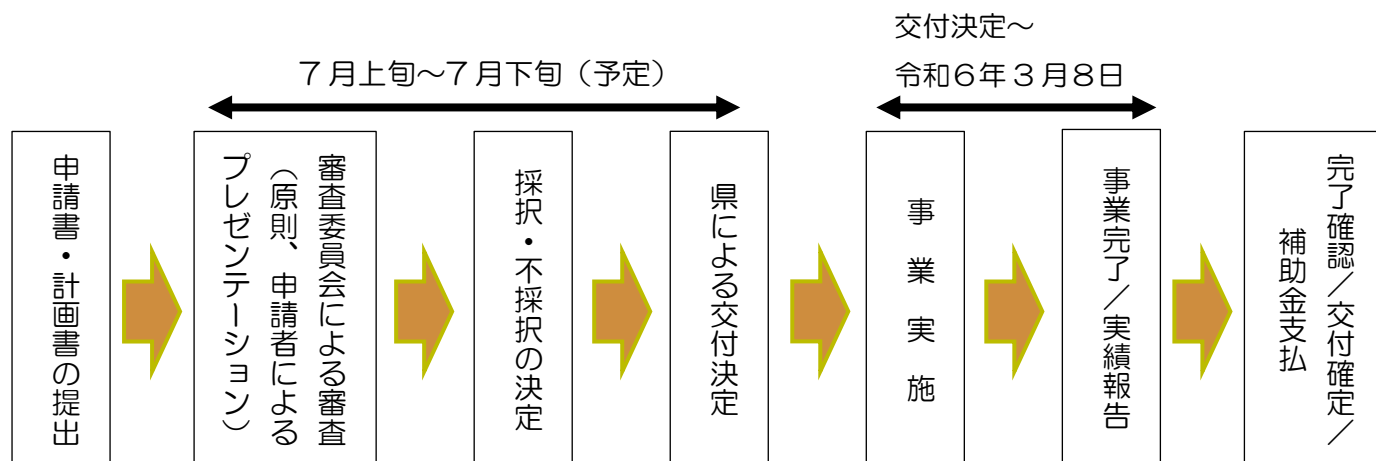 交付決定～
令和６年３月８日
７月上旬～７月下旬（予定）
申請書・計画書の提出
審査委員会による審査
（原則、申請者による
プレゼンテーション）
採択・不採択の決定
県による交付決定
事業実施
事業完了／実績報告
完了確認／交付確定／
補助金支払